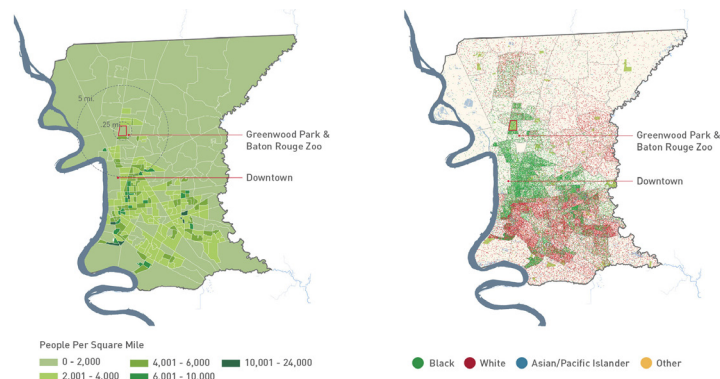 5 mi.
25 mi.
Greenwood Park &
Baton Rouge Zoo
Downtown
People Per Square Mile
0 - 2,000
4,001 - 6,000
10,001 - 24,000
2,001 - 4,000
6,001 - 10,000
Greenwood Park &
Baton Rouge Zoo
Downtown
Black
White
Asian/Pacific Islander
Other